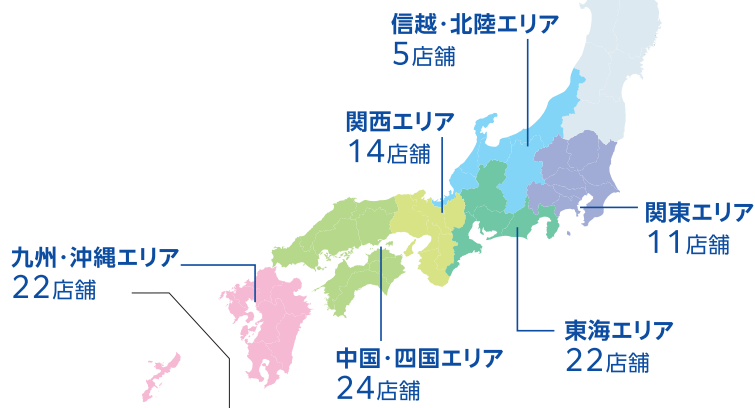 信越・北陸エリア
5店舗
関西エリア
14店舗
関東エリア
11店舗
九州・沖縄エリア
22店舗
東海エリア
22店舗
中国・四国エリア
24店舗